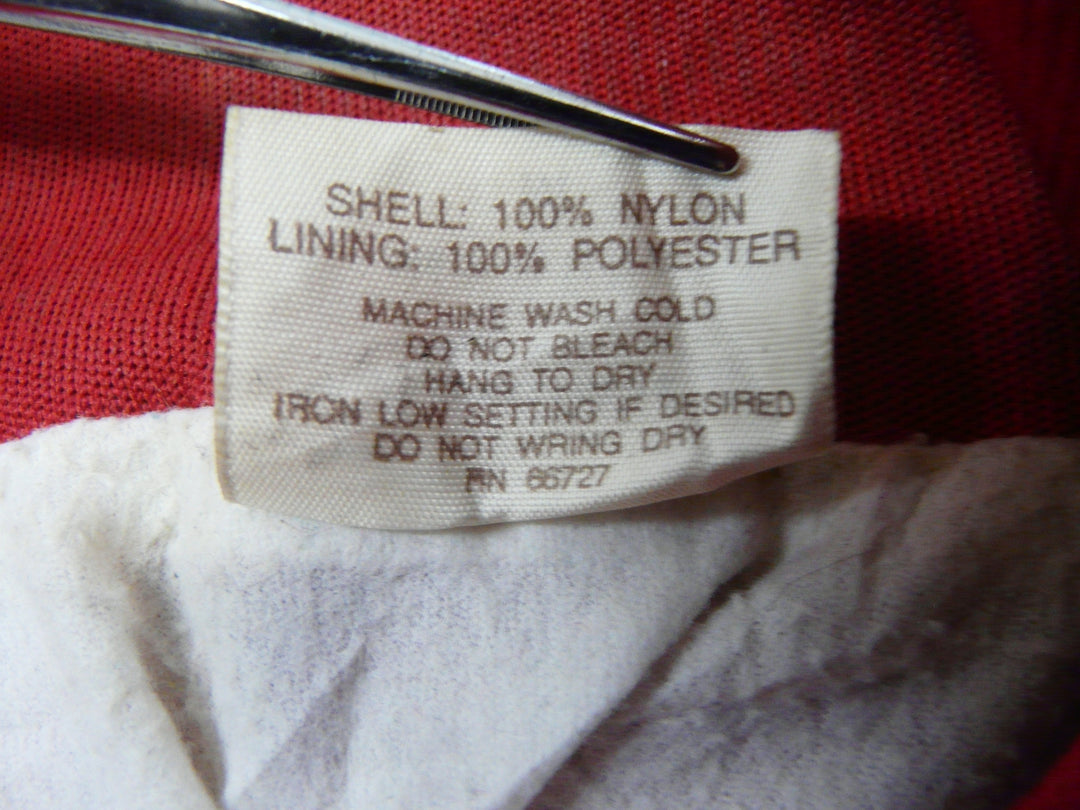 SHELL: 100% NYLON
LINING: 100% POLYESTER
MACHINE WASH COLD
DO NOT BLEACH
HANG TO DRY
IRON LOW SETTING IF DESIRED
DO NOT WRING DRY
RN 66727